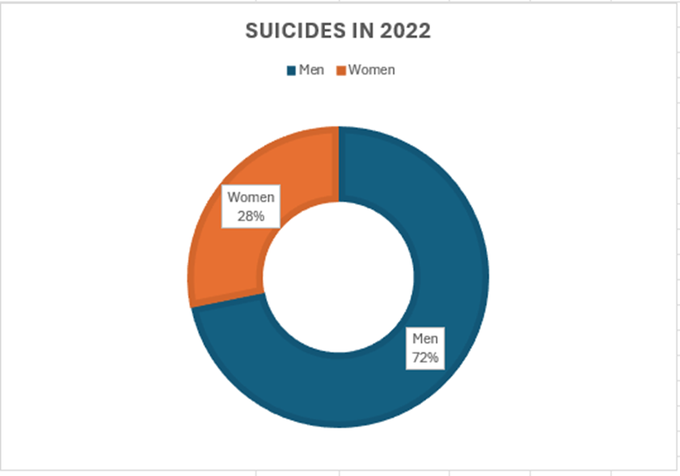 SUICIDES IN 2022
Men Women
Women
28%
Men
72%